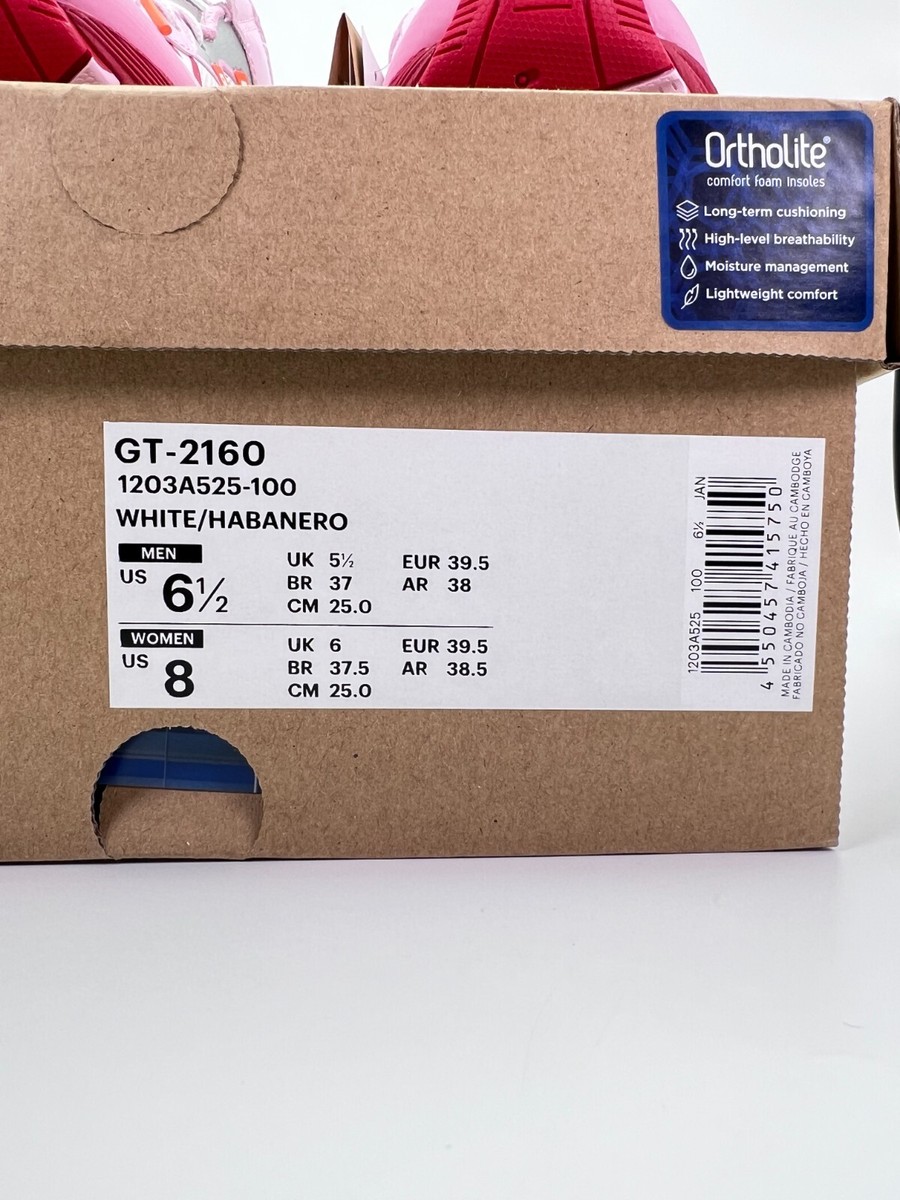 Ortholite®
comfort foam insoles
Long-term cushioning
High-level breathability
Moisture management
Lightweight comfort
GT-2160
1203A525-100
WHITE/HABANERO
MEN
US 6½
UK 5½
BR 37
CM 25.0
EUR 39.5
AR 38
WOMEN
US 8
UK 6
BR 37.5
CM 25.0
EUR 39.5
AR 38.5
1203A525 100 6½ JAN
4 550457 415750
MADE IN CAMBODIA / FABRIQUE AU CAMBODGE
FABRICADO NO CAMBOJA / HECHO EN CAMBOYA